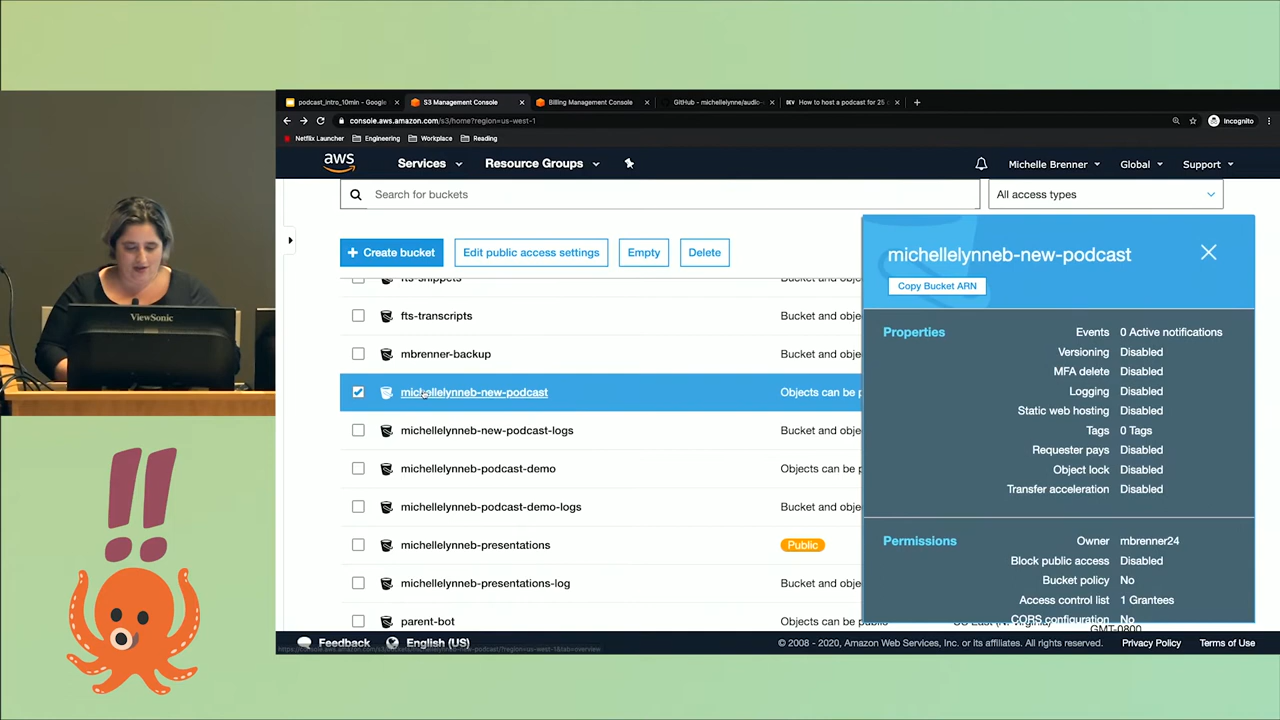 podcast_intro_10min - Google
S3 Management Console
Billing Management Console
GitHub - michellelynne/audio-
DEV How to host a podcast for 25
console.aws.amazon.com/s3/home?region=us-west-1
Incognito
Netflix Launcher
Engineering
Workplace
Reading
aws
Services
Resource Groups
Michelle Brenner
Global
Support
Search for buckets
All access types
+ Create bucket
Edit public access settings
Empty
Delete
fts-snippets
fts-transcripts
Bucket and obje
mbrenner-backup
Bucket and obje
michellelynneb-new-podcast
Objects can be p
michellelynneb-new-podcast-logs
Bucket and obje
michellelynneb-podcast-demo
Objects can be p
michellelynneb-podcast-demo-logs
Bucket and obje
michellelynneb-presentations
Public
michellelynneb-presentations-log
Bucket and obje
parent-bot
Objects can be
michellelynneb-new-podcast
Copy Bucket ARN
Properties
Events 0 Active notifications
Versioning Disabled
MFA delete Disabled
Logging Disabled
Static web hosting Disabled
Tags 0 Tags
Requester pays Disabled
Object lock Disabled
Transfer acceleration Disabled
Permissions
Owner mbrenner24
Block public access Disabled
Bucket policy No
Access control list 1 Grantees
CORS configuration No
GMT-0800
Feedback
English (US)
© 2008 - 2020, Amazon Web Services, Inc. or its affiliates. All rights reserved.
Privacy Policy
Terms of Use
ViewSonic
!!